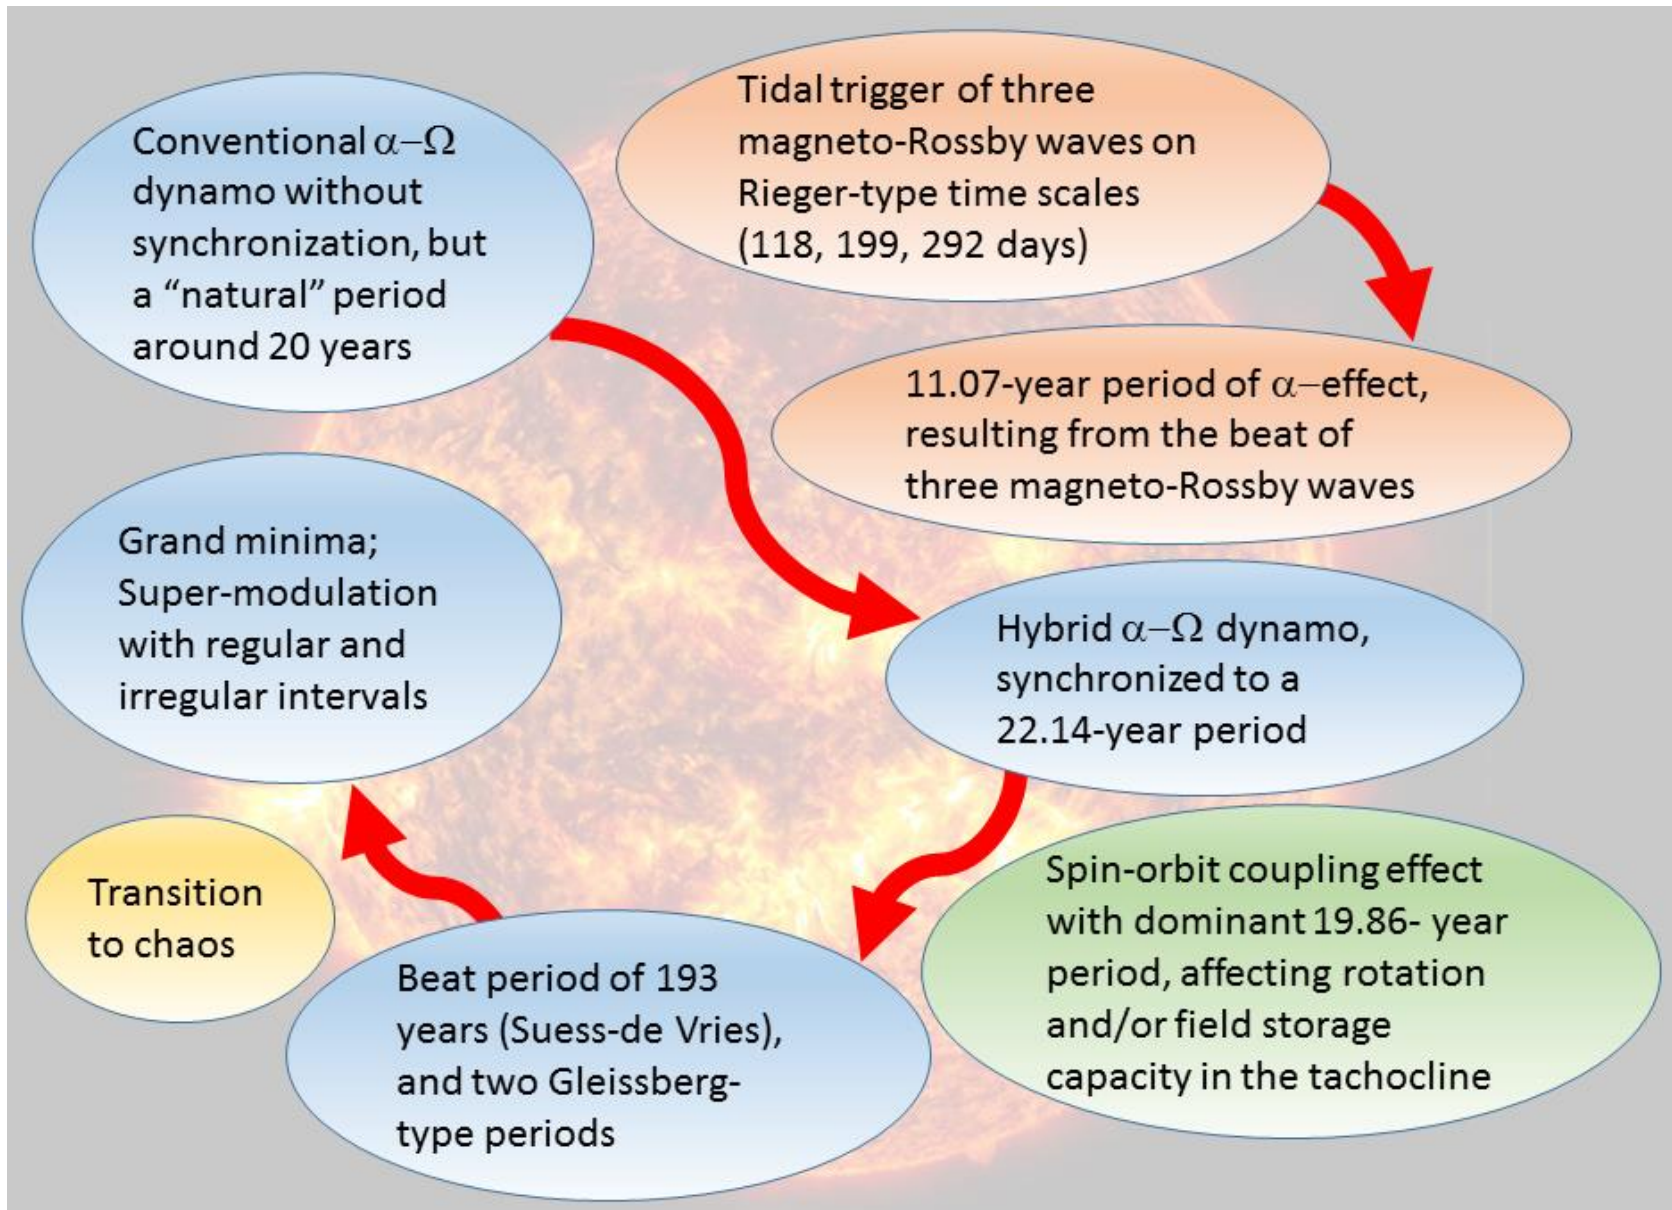 Conventional α−Ω
dynamo without
synchronization, but
a “natural” period
around 20 years
Tidal trigger of three
magneto-Rossby waves on
Rieger-type time scales
(118, 199, 292 days)
11.07-year period of α−effect,
resulting from the beat of
three magneto-Rossby waves
Hybrid α−Ω dynamo,
synchronized to a
22.14-year period
Spin-orbit coupling effect
with dominant 19.86- year
period, affecting rotation
and/or field storage
capacity in the tachocline
Beat period of 193
years (Suess-de Vries),
and two Gleissberg-
type periods
Transition
to chaos
Grand minima;
Super-modulation
with regular and
irregular intervals